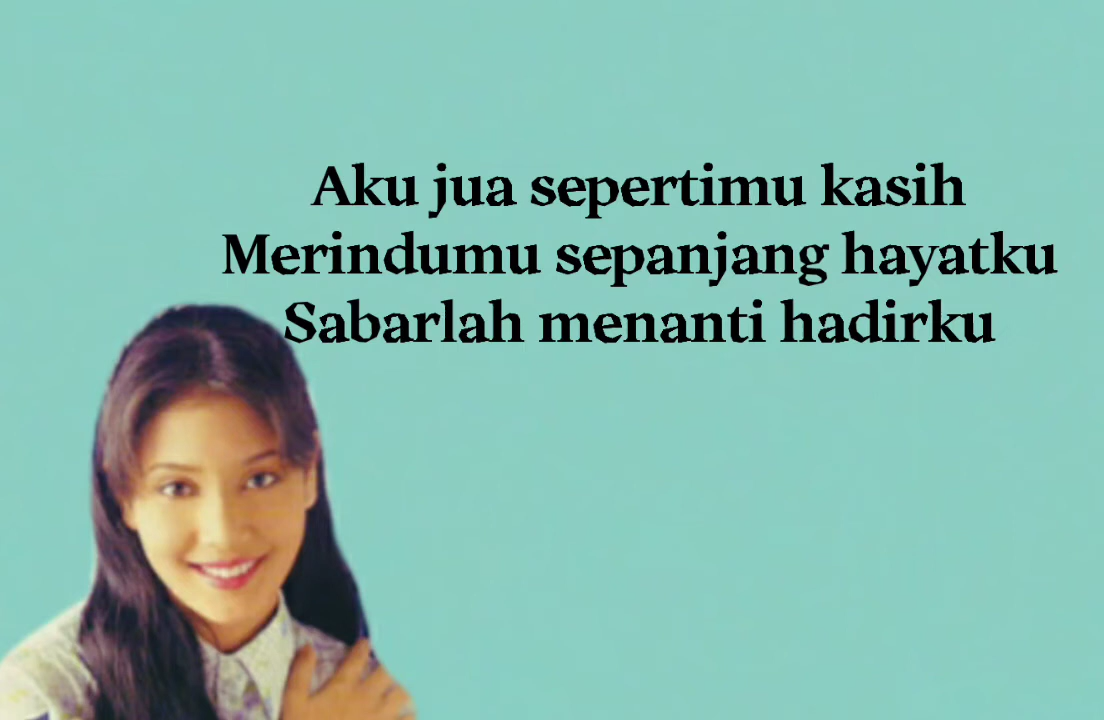 Aku jua sepertimu kasih
Merindumu sepanjang hayatku
Sabarlah menanti hadirku